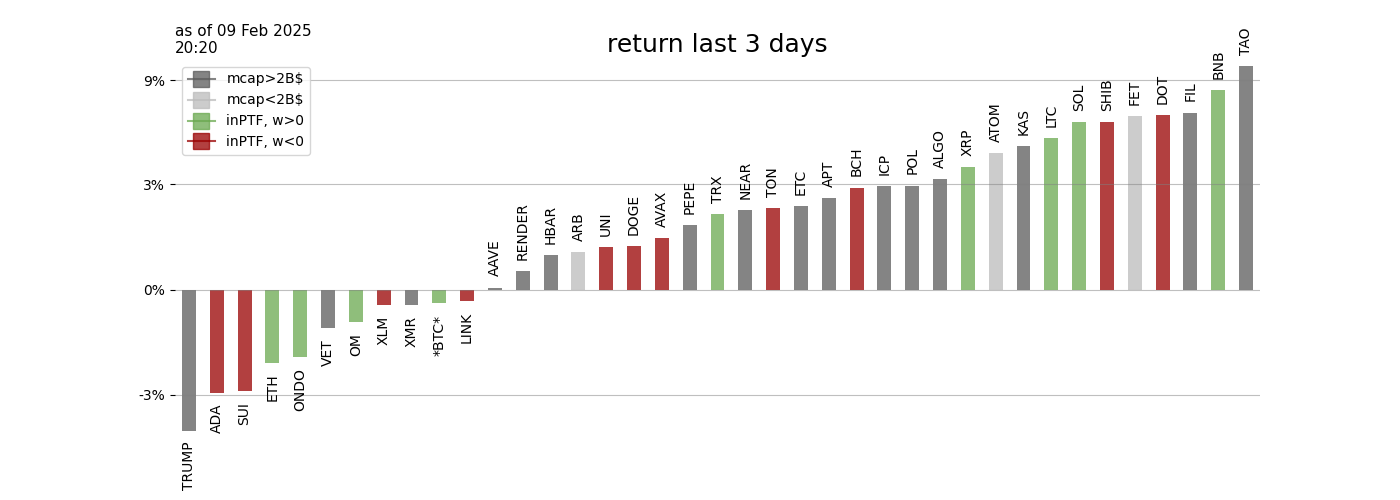 as of 09 Feb 2025
20:20
return last 3 days
mcap>2B$
mcap<2B$
inPTF, w>0
inPTF, w<0
9%
3%
0%
-3%
TRUMP
ADA
SUI
ETH
ONDO
VET
OM
XLM
XMR
*BTC*
LINK
AAVE
RENDER
HBAR
ARB
UNI
DOGE
AVAX
PEPE
TRX
NEAR
TON
ETC
APT
BCH
ICP
POL
ALGO
XRP
ATOM
KAS
LTC
SOL
SHIB
FET
DOT
FIL
BNB
TAO